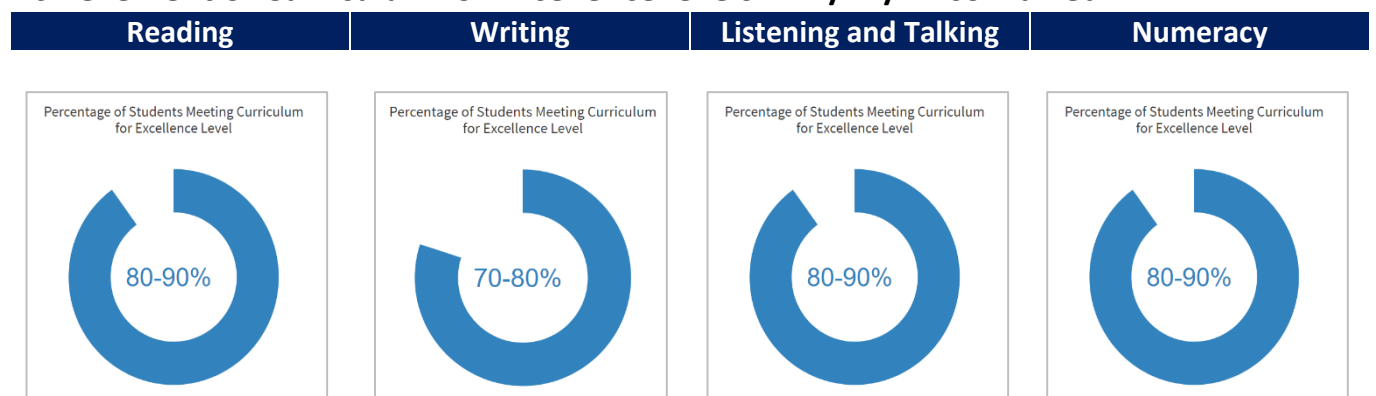 Reading
Writing
Listening and Talking
Numeracy
Percentage of Students Meeting Curriculum
for Excellence Level
80-90%
Percentage of Students Meeting Curriculum
for Excellence Level
70-80%
Percentage of Students Meeting Curriculum
for Excellence Level
80-90%
Percentage of Students Meeting Curriculum
for Excellence Level
80-90%